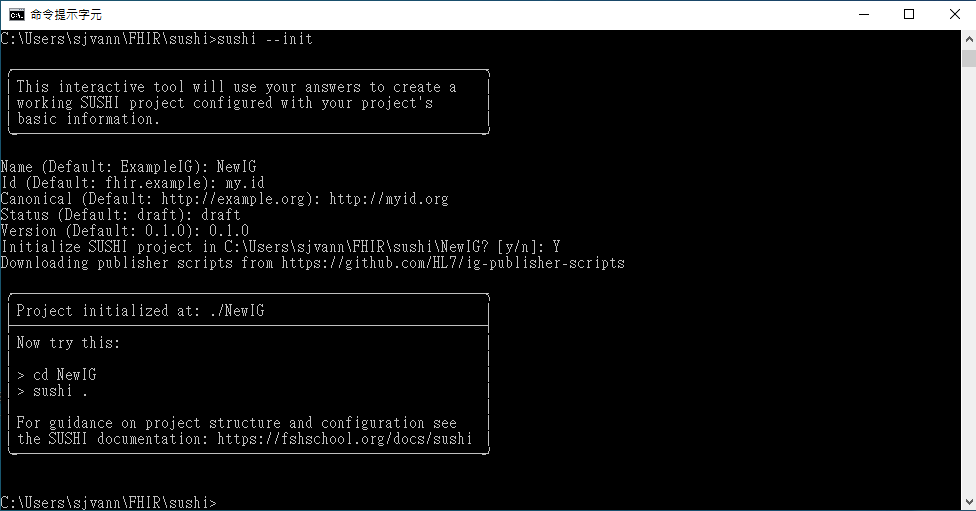 命令提示字元
C:\Users\sjvann\FHIR\sushi>sushi --init
This interactive tool will use your answers to create a
working SUSHI project configured with your project's
basic information.
Name (Default: ExampleIG): NewIG
Id (Default: fhir.example): my.id
Canonical (Default: http://example.org): http://myid.org
Status (Default: draft): draft
Version (Default: 0.1.0): 0.1.0
Initialize SUSHI project in C:\Users\sjvann\FHIR\sushi\NewIG? [y/n]: Y
Downloading publisher scripts from https://github.com/HL7/ig-publisher-scripts
Project initialized at: ./NewIG
Now try this:
> cd NewIG
> sushi .
For guidance on project structure and configuration see
the SUSHI documentation: https://fshschool.org/docs/sushi
C:\Users\sjvann\FHIR\sushi>